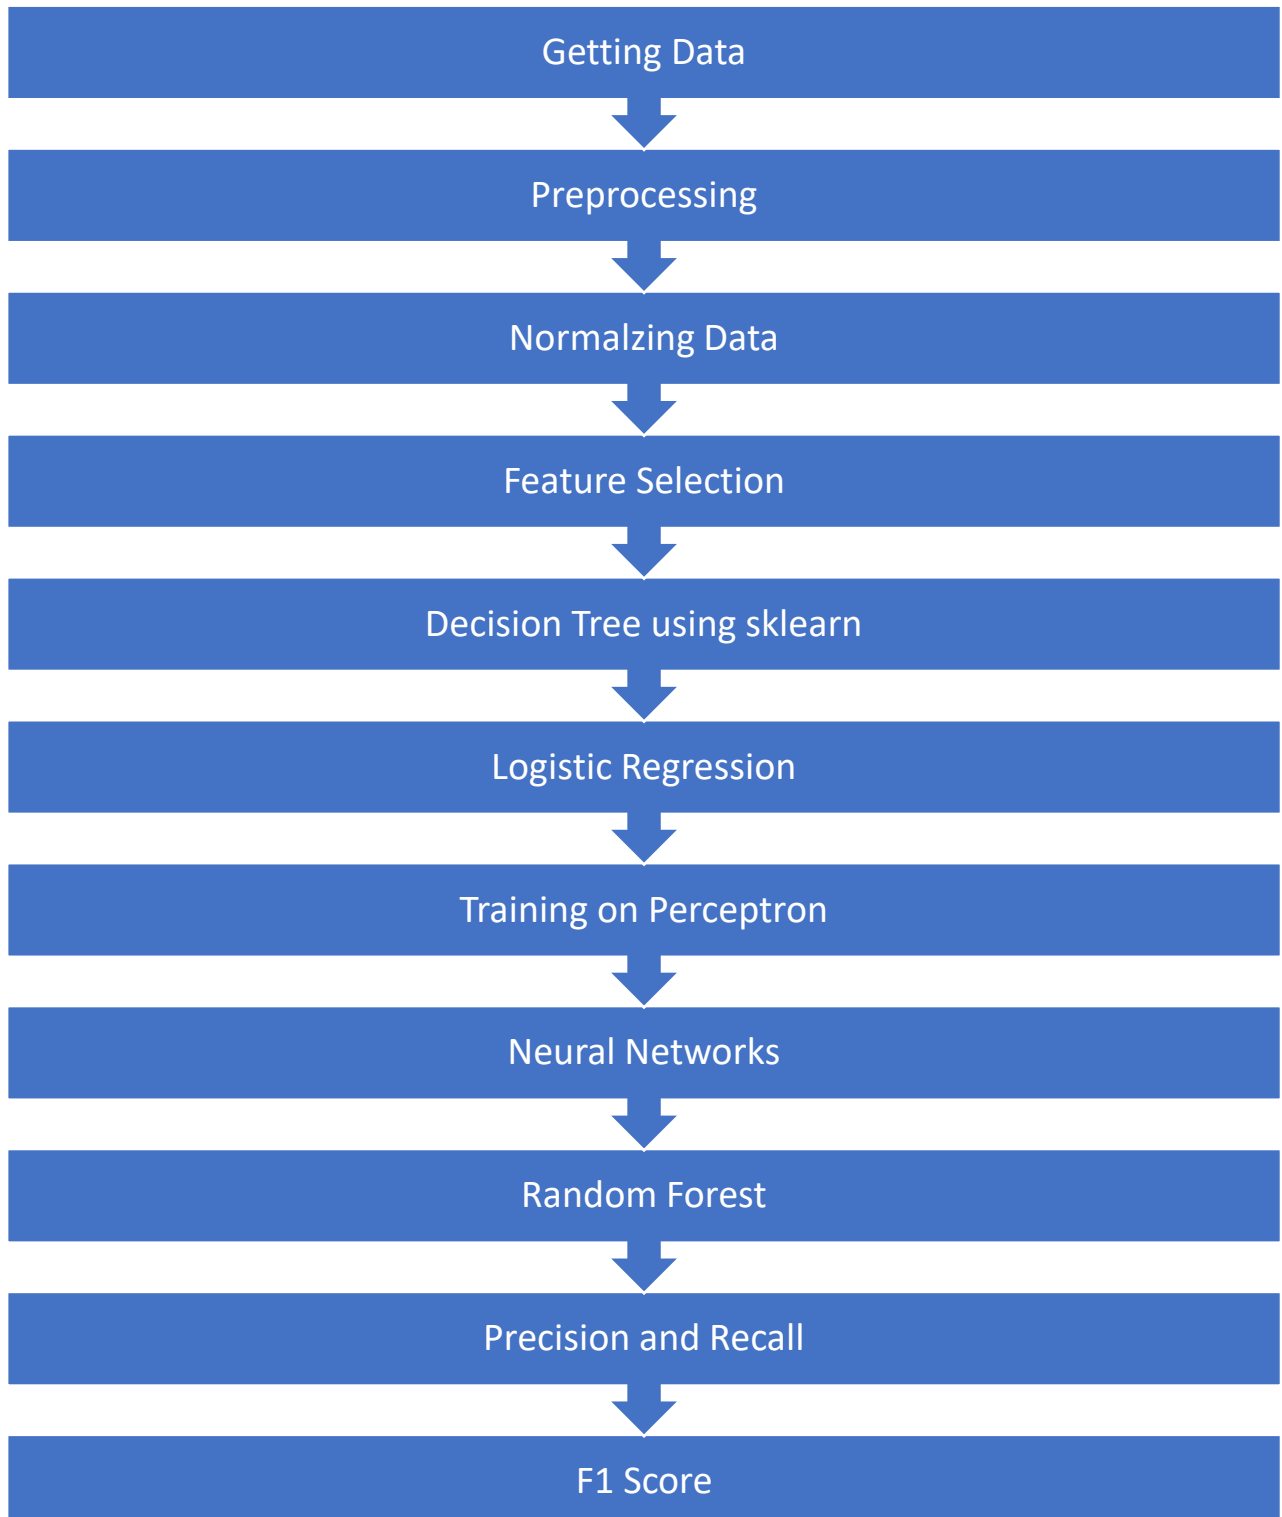 Getting Data
Preprocessing
Normalzing Data
Feature Selection
Decision Tree using sklearn
Logistic Regression
Training on Perceptron
Neural Networks
Random Forest
Precision and Recall
F1 Score